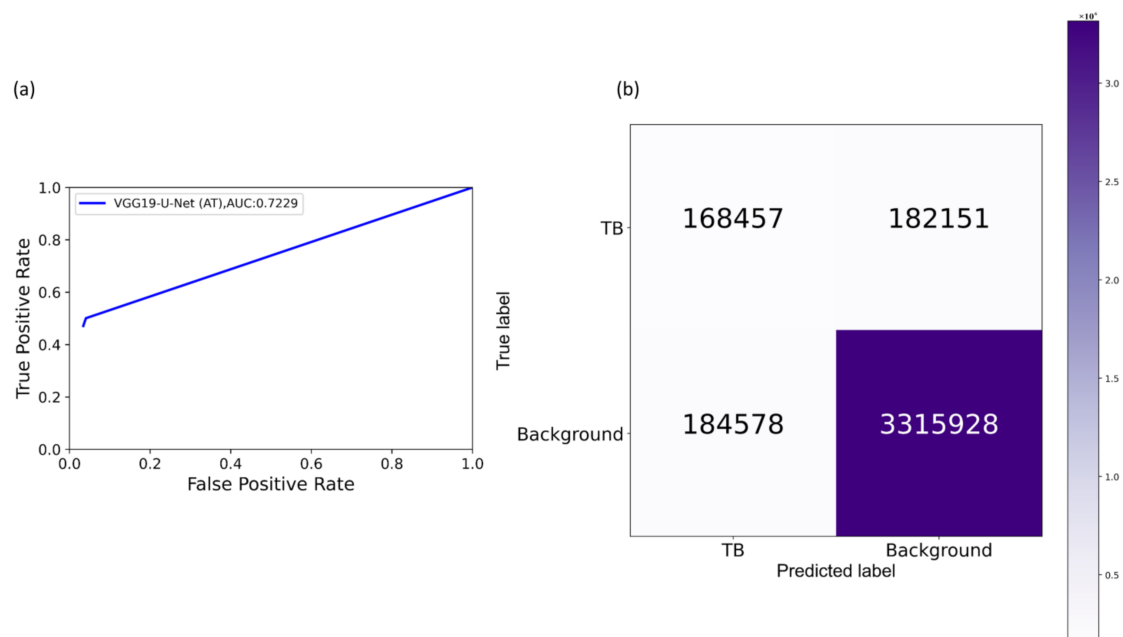 (a)
1.0
0.8
0.6
0.4
0.2
0.0
True Positive Rate
VGG19-U-Net (AT),AUC:0.7229
0.0 0.2 0.4 0.6 0.8 1.0
False Positive Rate
(b)
True label
TB
168457 182151
Background
184578 3315928
TB Background
Predicted label
3.0
2.5
2.0
1.5
1.0
0.5